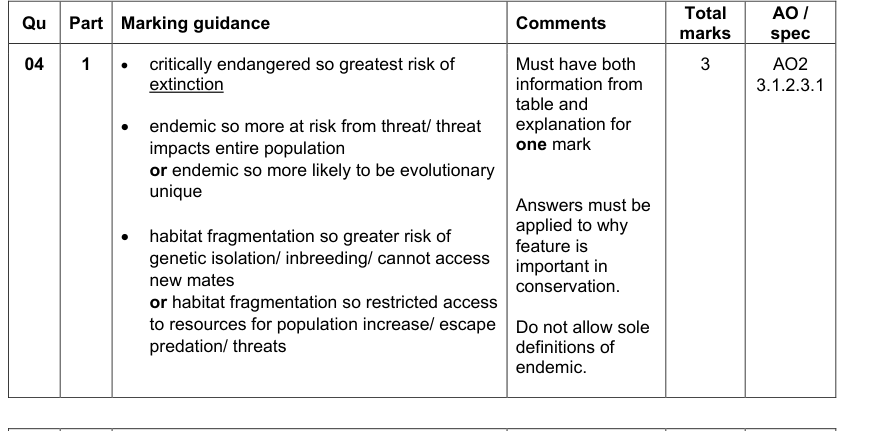 Qu Part Marking guidance Comments Total marks AO / spec
04 1
• critically endangered so greatest risk of
extinction
• endemic so more at risk from threat/ threat
impacts entire population
or endemic so more likely to be evolutionary
unique
• habitat fragmentation so greater risk of
genetic isolation/ inbreeding/ cannot access
new mates
or habitat fragmentation so restricted access
to resources for population increase/ escape
predation/ threats
Must have both
information from
table and
explanation for
one mark
Answers must be
applied to why
feature is
important in
conservation.
Do not allow sole
definitions of
endemic.
3
AO2
3.1.2.3.1